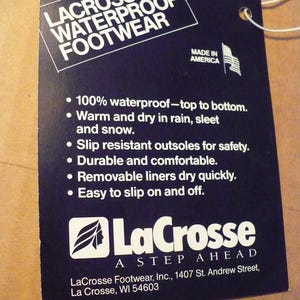 LACROSSE
WATERPROOF
FOOTWEAR
MADE IN
AMERICA
• 100% waterproof—top to bottom.
• Warm and dry in rain, sleet
and snow.
• Slip resistant outsoles for safety.
• Durable and comfortable.
• Removable liners dry quickly.
• Easy to slip on and off.
LaCrosse
A STEP AHEAD
LaCrosse Footwear, Inc., 1407 St. Andrew Street,
La Crosse, WI 54603